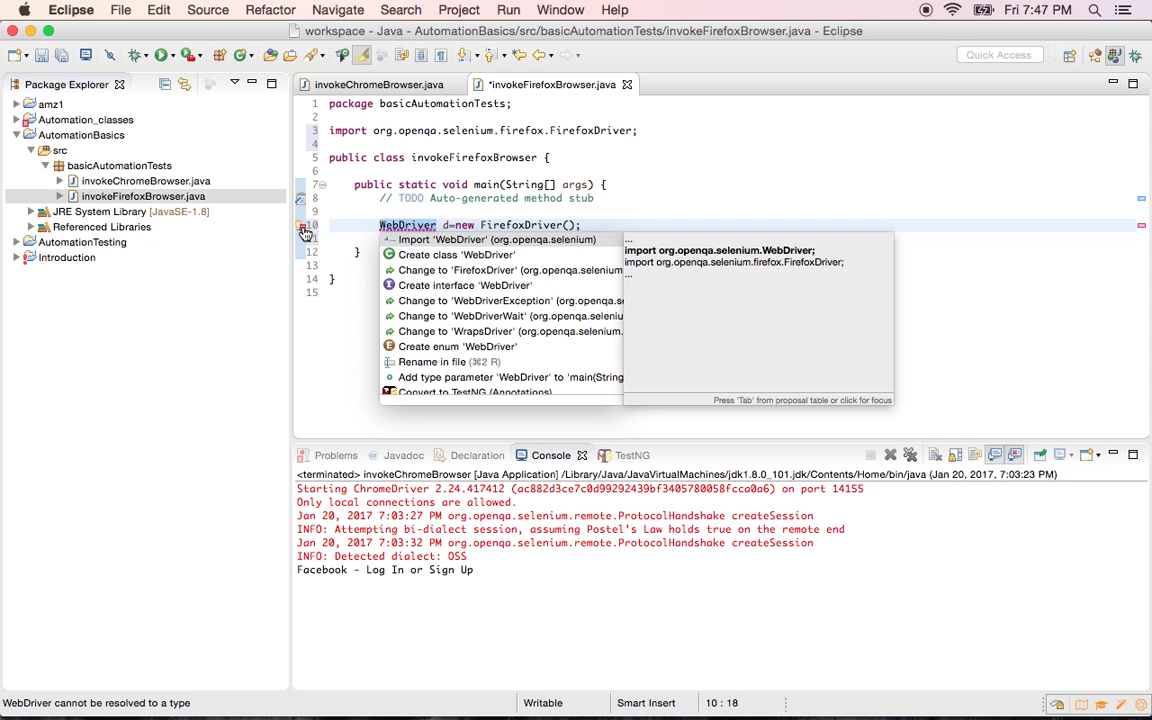 Eclipse File Edit Source Refactor Navigate Search Project Run Window Help Fri 7:47 PM
workspace - Java - AutomationBasics/src/basicAutomationTests/invokeFirefoxBrowser.java - Eclipse
Quick Access
Package Explorer
amz1
Automation_classes
AutomationBasics
src
basicAutomationTests
invokeChromeBrowser.java
invokeFirefoxBrowser.java
JRE System Library [JavaSE-1.8]
Referenced Libraries
AutomationTesting
Introduction
invokeChromeBrowser.java *invokeFirefoxBrowser.java
1 package basicAutomationTests;
2
3 import org.openqa.selenium.firefox.FirefoxDriver;
4
5 public class invokeFirefoxBrowser {
6
7 public static void main(String[] args) {
8 // TODO Auto-generated method stub
9
10 WebDriver d=new FirefoxDriver();
12 }
13
14 }
15
Import 'WebDriver' (org.openqa.selenium)
Create class 'WebDriver'
Change to 'FirefoxDriver' (org.openqa.selenium
Create interface 'WebDriver'
Change to 'WebDriverException' (org.openqa.se
Change to 'WebDriverWait' (org.openqa.seleniu
Change to 'WrapsDriver' (org.openqa.selenium.
Create enum 'WebDriver'
Rename in file (⌘2 R)
Add type parameter 'WebDriver' to 'main(String
Convert to TestNG (Annotations)
...
import org.openqa.selenium.WebDriver;
import org.openqa.selenium.firefox.FirefoxDriver;
...
Press 'Tab' from proposal table or click for focus
Problems @ Javadoc Declaration Console TestNG
<terminated> invokeChromeBrowser [Java Application] /Library/Java/JavaVirtualMachines/jdk1.8.0_101.jdk/Contents/Home/bin/java (Jan 20, 2017, 7:03:23 PM)
Starting ChromeDriver 2.24.417412 (ac882d3ce7c0d99292439bf3405780058fcca0a6) on port 14155
Only local connections are allowed.
Jan 20, 2017 7:03:27 PM org.openqa.selenium.remote.ProtocolHandshake createSession
INFO: Attempting bi-dialect session, assuming Postel's Law holds true on the remote end
Jan 20, 2017 7:03:32 PM org.openqa.selenium.remote.ProtocolHandshake createSession
INFO: Detected dialect: OSS
Facebook - Log In or Sign Up
WebDriver cannot be resolved to a type Writable Smart Insert 10 : 18